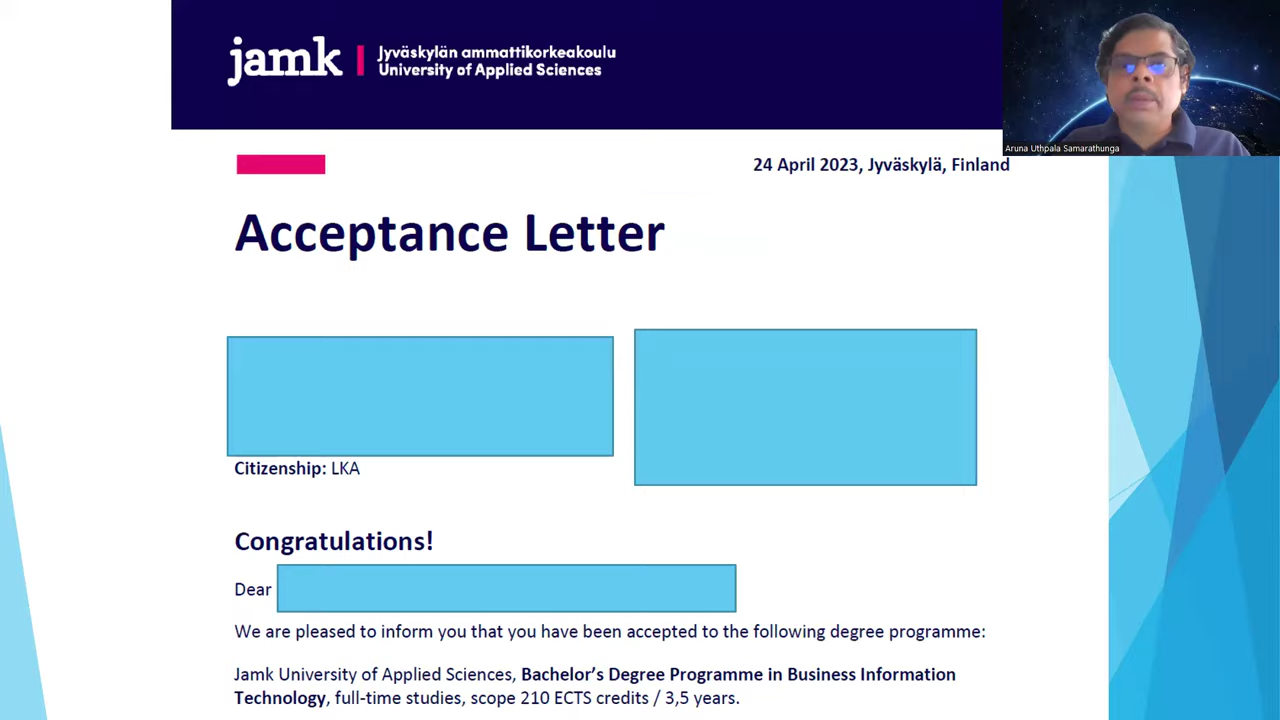 jamk
Jyväskylän ammattikorkeakoulu
University of Applied Sciences
Aruna Uthpala Samarathunga
24 April 2023, Jyväskylä, Finland
Acceptance Letter
Citizenship: LKA
Congratulations!
Dear
We are pleased to inform you that you have been accepted to the following degree programme:
Jamk University of Applied Sciences, Bachelor's Degree Programme in Business Information
Technology, full-time studies, scope 210 ECTS credits / 3,5 years.